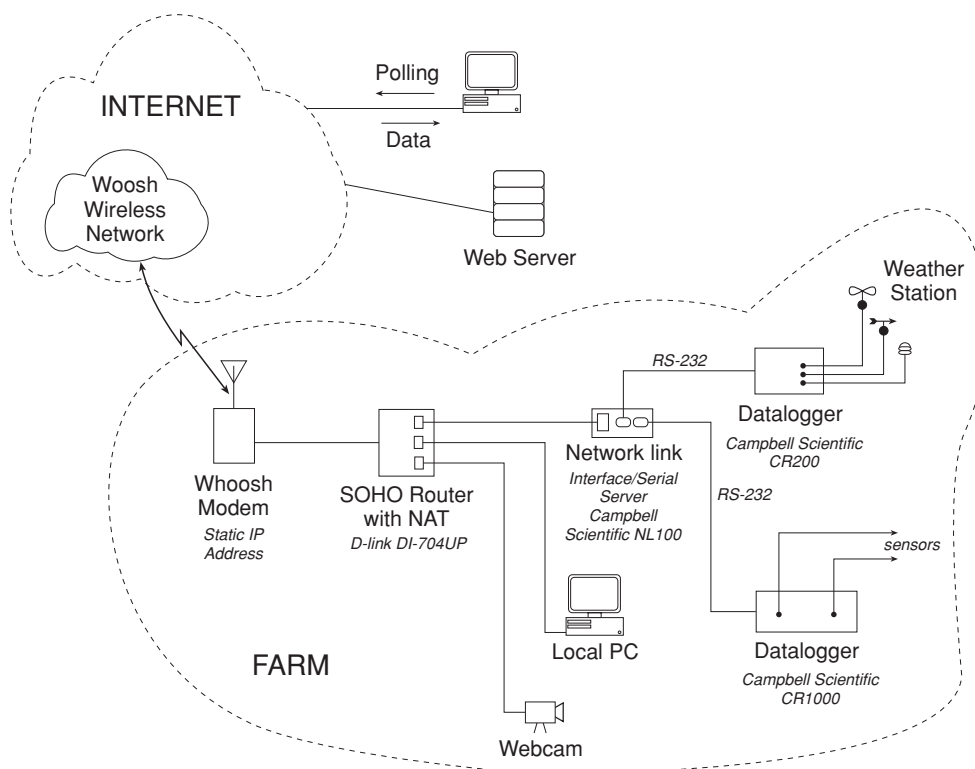 Polling
INTERNET
Data
Woosh
Wireless
Network
Web Server
Weather
Station
RS-232
Datalogger
Campbell Scientific
CR200
Network link
Interface/Serial
Server
Campbell
Scientific NL100
RS-232
Whoosh
Modem
Static IP
Address
SOHO Router
with NAT
D-link DI-704UP
sensors
Local PC
Datalogger
Campbell Scientific
CR1000
FARM
Webcam